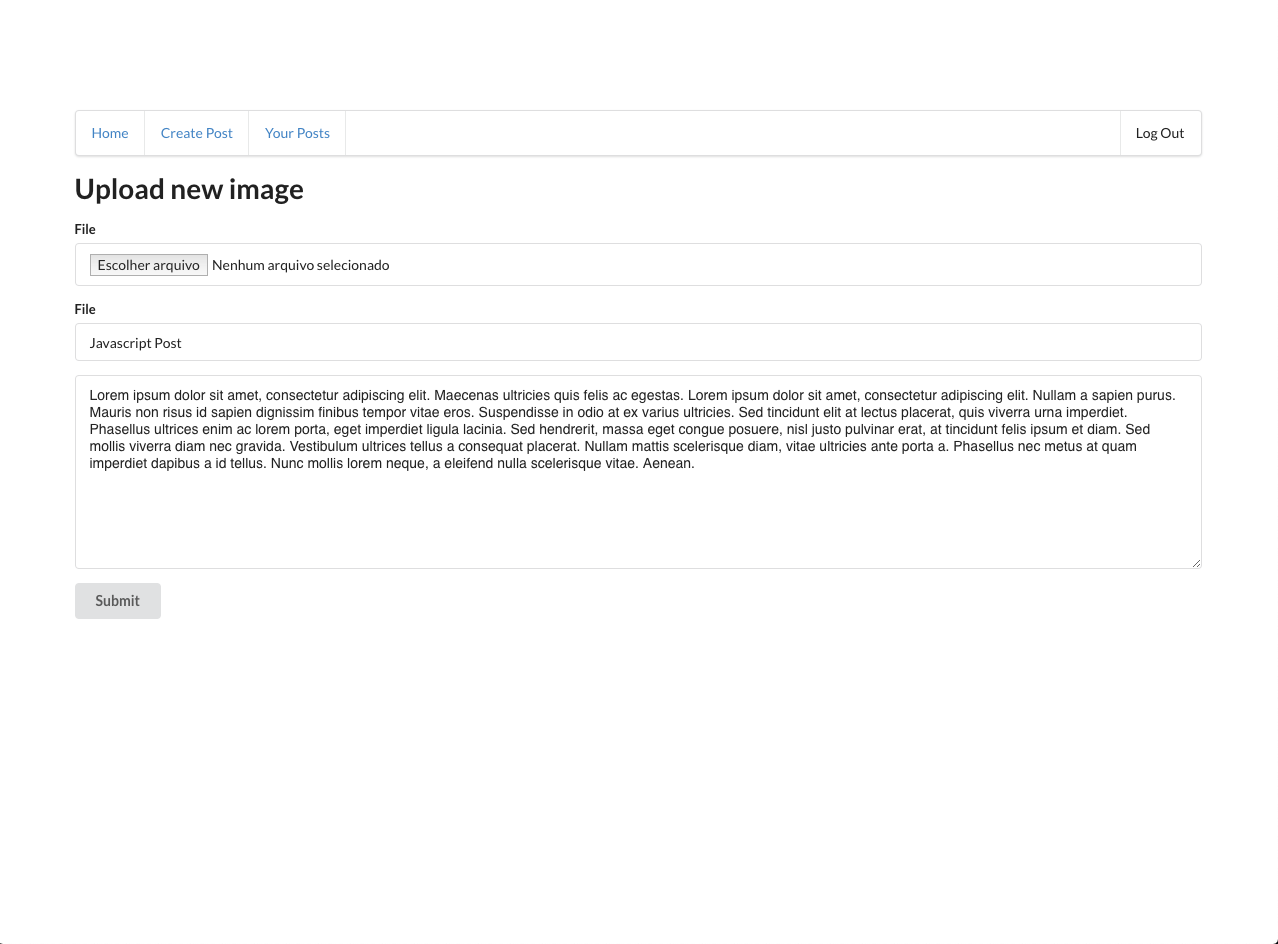 Home Create Post Your Posts Log Out
Upload new image
File
Escolher arquivo Nenhum arquivo selecionado
File
Javascript Post
Lorem ipsum dolor sit amet, consectetur adipiscing elit. Maecenas ultricies quis felis ac egestas. Lorem ipsum dolor sit amet, consectetur adipiscing elit. Nullam a sapien purus.
Mauris non risus id sapien dignissim finibus tempor vitae eros. Suspendisse in odio at ex varius ultricies. Sed tincidunt elit at lectus placerat, quis viverra urna imperdiet.
Phasellus ultrices enim ac lorem porta, eget imperdiet ligula lacinia. Sed hendrerit, massa eget congue posuere, nisl justo pulvinar erat, at tincidunt felis ipsum et diam. Sed
mollis viverra diam nec gravida. Vestibulum ultrices tellus a consequat placerat. Nullam mattis scelerisque diam, vitae ultricies ante porta a. Phasellus nec metus at quam
imperdiet dapibus a id tellus. Nunc mollis lorem neque, a eleifend nulla scelerisque vitae. Aenean.
Submit